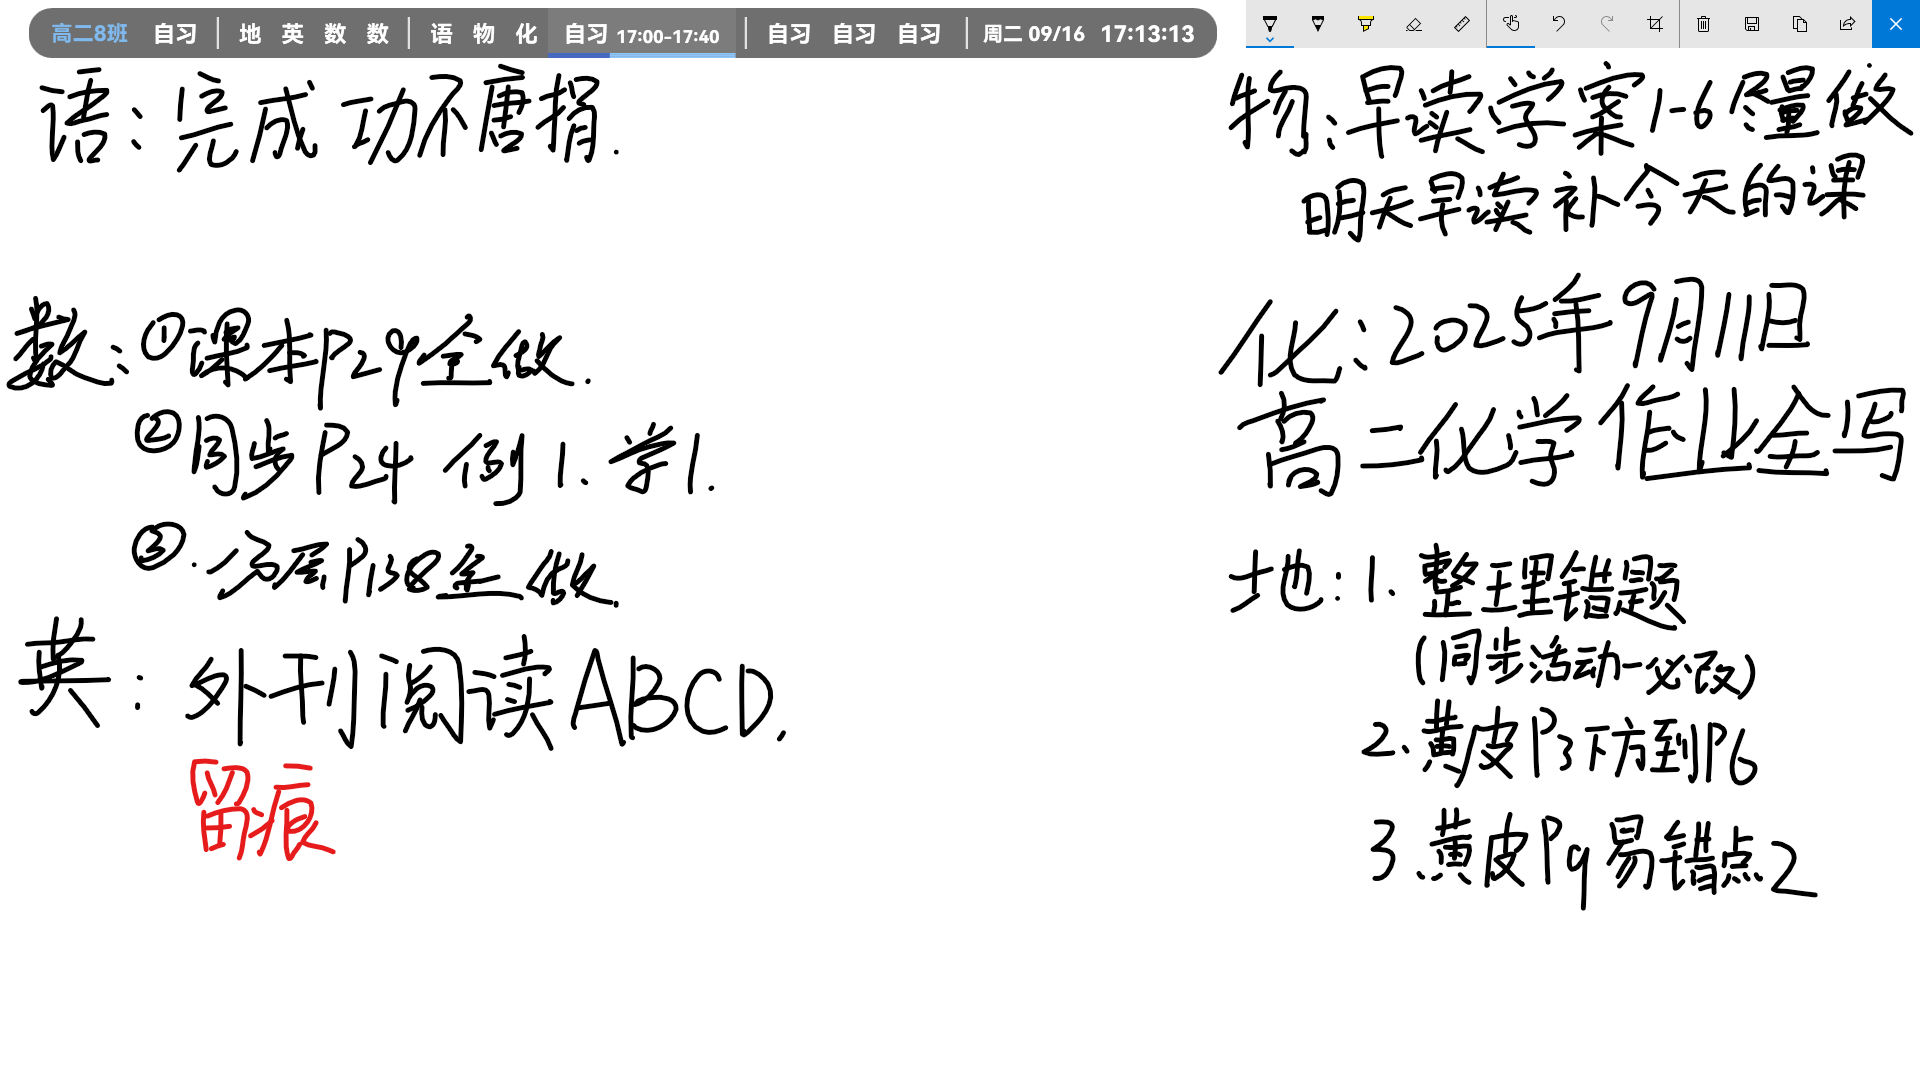 高二8班 自习 | 地 英 数 数 | 语 物 化 自习 17:00-17:40 | 自习 自习 自习 | 周二 09/16 17:13:13
语:完成功不唐捐.
数:①课本P29全做.
②同步P24 例1、学1.
③.分层P138全做.
英:外刊阅读ABCD.
留痕
物:早读学案1-6尽量做
明天早读补今天的课
化:2025年9月11日
高二化学作业全写
地:1.整理错题
(同步活动一必改)
2.黄皮P3下方到P6
3.黄皮P9易错点2